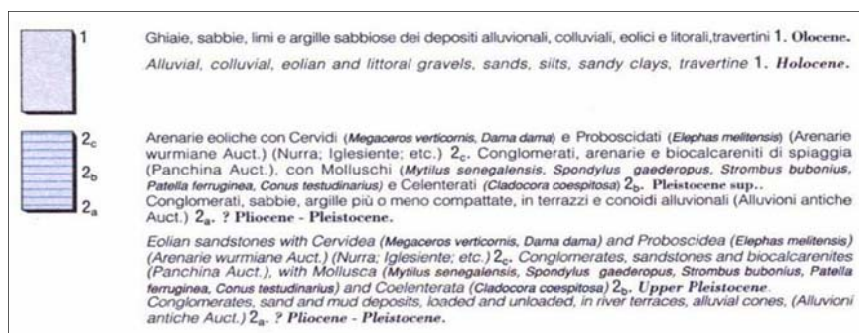 1
Ghiaie, sabbie, limi e argille sabbiose dei depositi alluvionali, colluviali, eolici e litorali,travertini 1. Olocene.
Alluvial, colluvial, eolian and littoral gravels, sands, silts, sandy clays, travertine 1. Holocene.
2c
2b
2a
Arenarie eoliche con Cervidi (Megaceros verticornis, Dama dama) e Proboscidati (Elephas melitensis) (Arenarie
wurmiane Auct.) (Nurra; Iglesiente; etc.) 2c. Conglomerati, arenarie e biocalcareniti di spiaggia
(Panchina Auct.), con Molluschi (Mytilus senegalensis, Spondylus gaederopus, Strombus bubonius,
Patella ferruginea, Conus testudinarius) e Celenterati (Cladocora coespitosa) 2b. Pleistocene sup..
Conglomerati, sabbie, argille più o meno compattate, in terrazzi e conoidi alluvionali (Alluvioni antiche
Auct.) 2a. ? Pliocene - Pleistocene.
Eolian sandstones with Cervidea (Megaceros verticornis, Dama dama) and Proboscidea (Elephas melitensis)
(Arenarie wurmiane Auct.) (Nurra; Iglesiente; etc.) 2c. Conglomerates, sandstones and biocalcarenites
(Panchina Auct.), with Mollusca (Mytilus senegalensis, Spondylus gaederopus, Strombus bubonius, Patella
ferruginea, Conus testudinarius) and Coelenterata (Cladocora coespitosa) 2b. Upper Pleistocene.
Conglomerates, sand and mud deposits, loaded and unloaded, in river terraces, alluvial cones, (Alluvioni
antiche Auct.) 2a. ? Pliocene - Pleistocene.